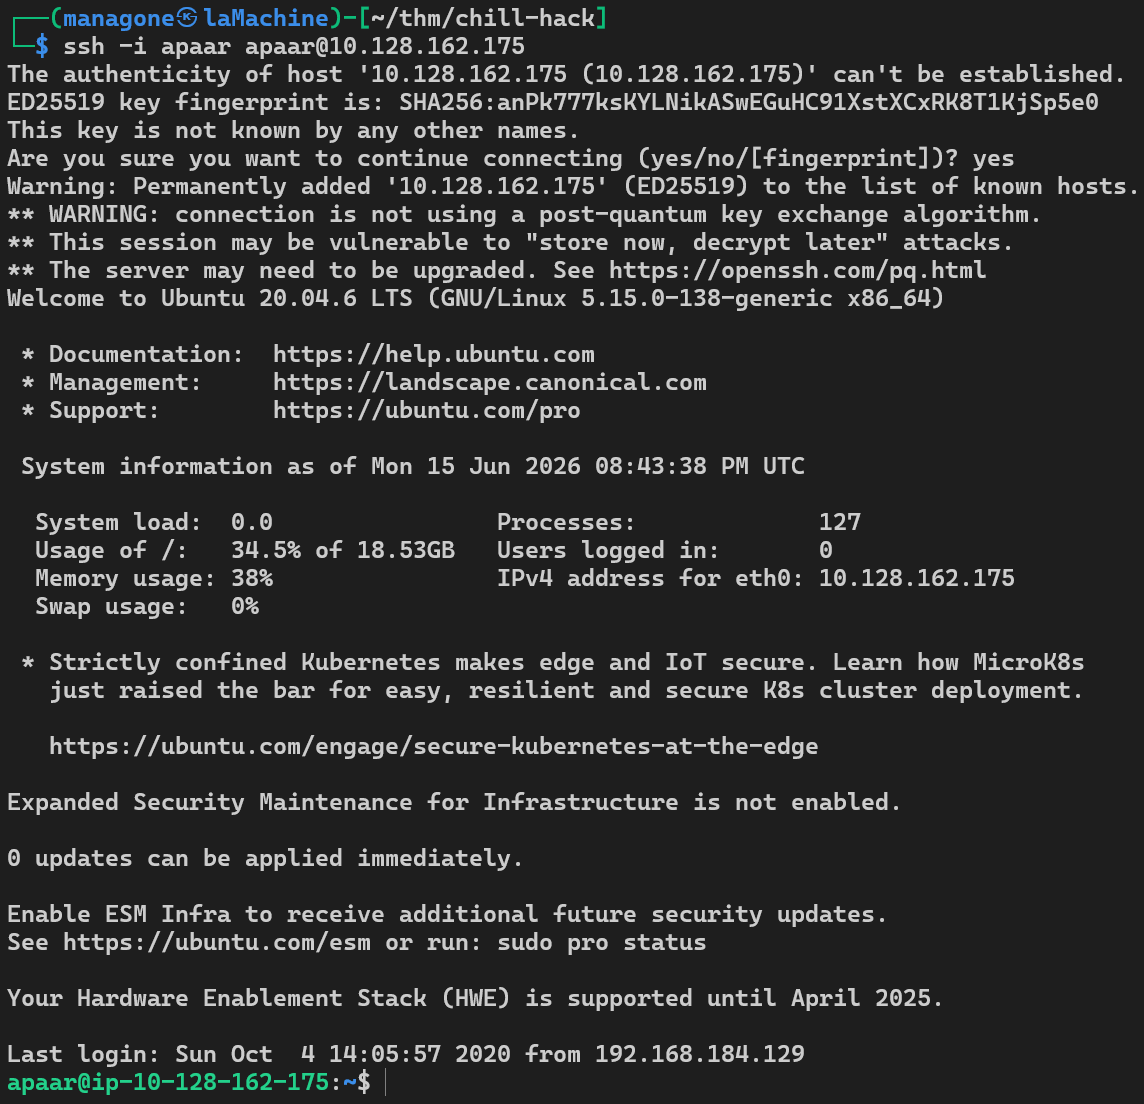 ┌──(managone㉿laMachine)-[~/thm/chill-hack]
└─$ ssh -i apaar apaar@10.128.162.175
The authenticity of host '10.128.162.175 (10.128.162.175)' can't be established.
ED25519 key fingerprint is: SHA256:anPk777ksKYLNikASwEGuHC91XstXCxRK8T1KjSp5e0
This key is not known by any other names.
Are you sure you want to continue connecting (yes/no/[fingerprint])? yes
Warning: Permanently added '10.128.162.175' (ED25519) to the list of known hosts.
** WARNING: connection is not using a post-quantum key exchange algorithm.
** This session may be vulnerable to "store now, decrypt later" attacks.
** The server may need to be upgraded. See https://openssh.com/pq.html
Welcome to Ubuntu 20.04.6 LTS (GNU/Linux 5.15.0-138-generic x86_64)

 * Documentation:  https://help.ubuntu.com
 * Management:     https://landscape.canonical.com
 * Support:        https://ubuntu.com/pro

 System information as of Mon 15 Jun 2026 08:43:38 PM UTC

  System load:  0.0                Processes:             127
  Usage of /:   34.5% of 18.53GB   Users logged in:       0
  Memory usage: 38%                IPv4 address for eth0: 10.128.162.175
  Swap usage:   0%

 * Strictly confined Kubernetes makes edge and IoT secure. Learn how MicroK8s
   just raised the bar for easy, resilient and secure K8s cluster deployment.

   https://ubuntu.com/engage/secure-kubernetes-at-the-edge

Expanded Security Maintenance for Infrastructure is not enabled.

0 updates can be applied immediately.

Enable ESM Infra to receive additional future security updates.
See https://ubuntu.com/esm or run: sudo pro status

Your Hardware Enablement Stack (HWE) is supported until April 2025.

Last login: Sun Oct  4 14:05:57 2020 from 192.168.184.129
apaar@ip-10-128-162-175:~$